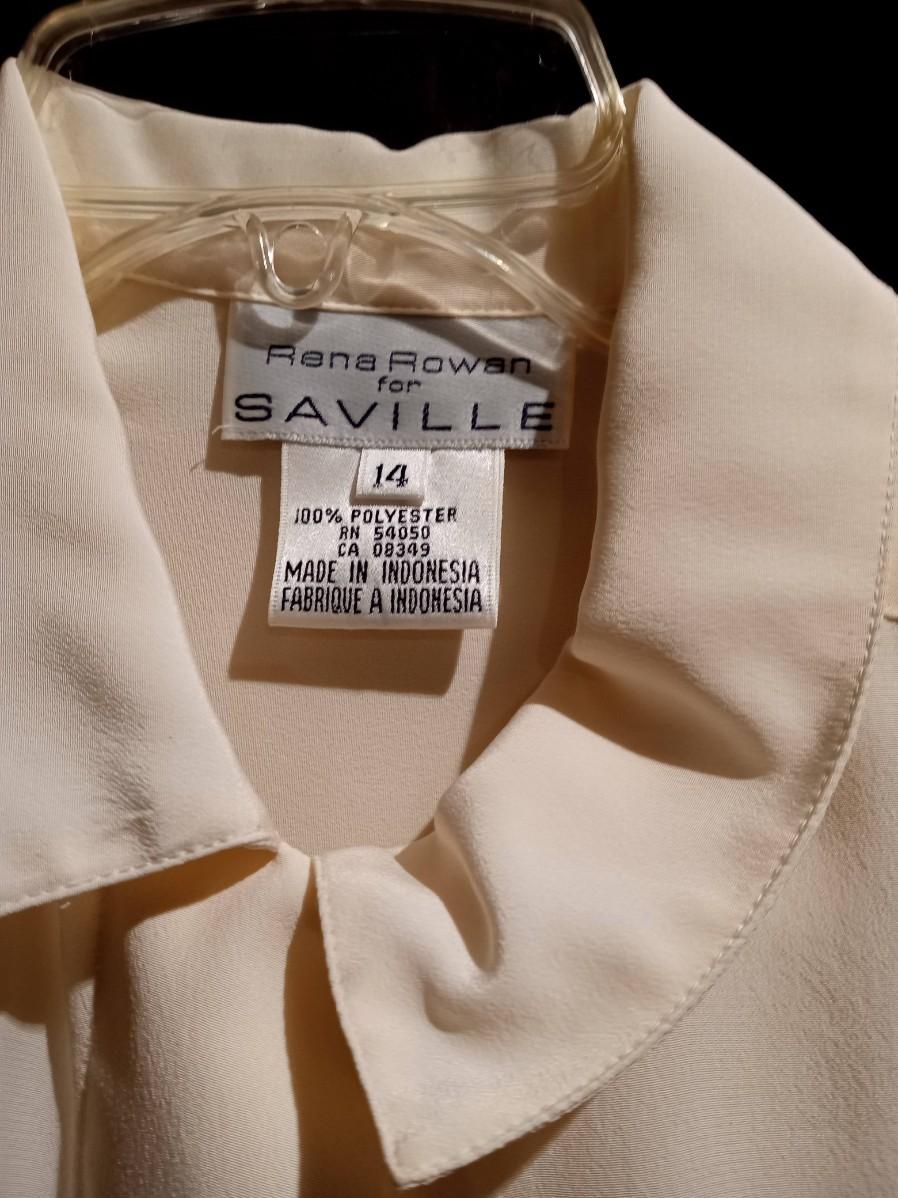 Rena Rowan
for
SAVILLE
14
100% POLYESTER
RN 54050
CA 08349
MADE IN INDONESIA
FABRIQUE A INDONESIA